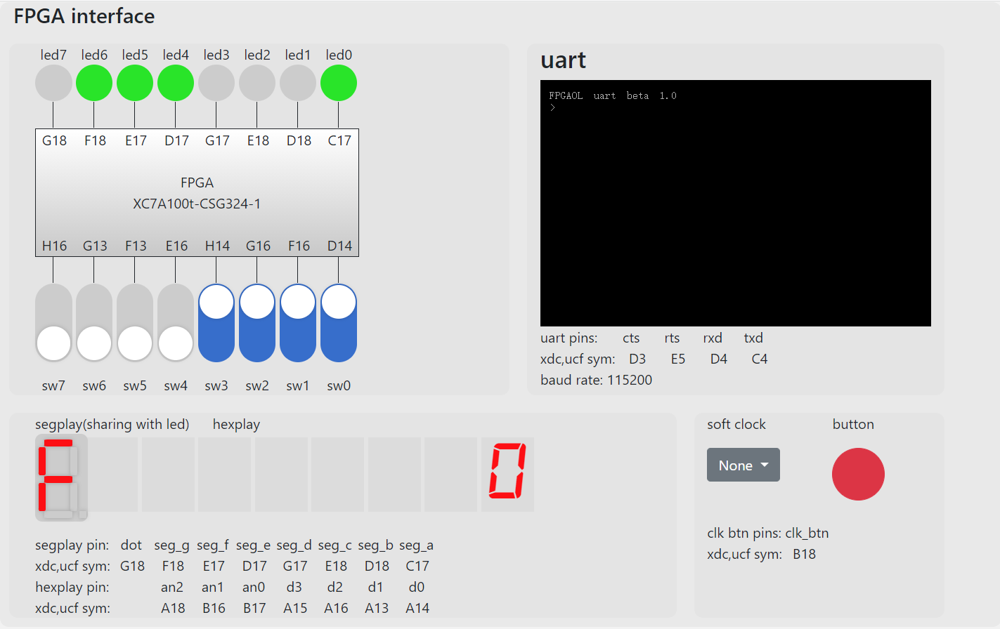 FPGA interface
led7 led6 led5 led4 led3 led2 led1 led0
G18 F18 E17 D17 G17 E18 D18 C17
FPGA
XC7A100t-CSG324-1
H16 G13 F13 E16 H14 G16 F16 D14
sw7 sw6 sw5 sw4 sw3 sw2 sw1 sw0
uart
FPGAOL uart beta 1.0
>
uart pins: cts rts rxd txd
xdc,ucf sym: D3 E5 D4 C4
baud rate: 115200
segplay(sharing with led) hexplay
F 0
segplay pin: dot seg_g seg_f seg_e seg_d seg_c seg_b seg_a
xdc,ucf sym: G18 F18 E17 D17 G17 E18 D18 C17
hexplay pin: an2 an1 an0 d3 d2 d1 d0
xdc,ucf sym: A18 B16 B17 A15 A16 A13 A14
soft clock button
None
clk btn pins: clk_btn
xdc,ucf sym: B18